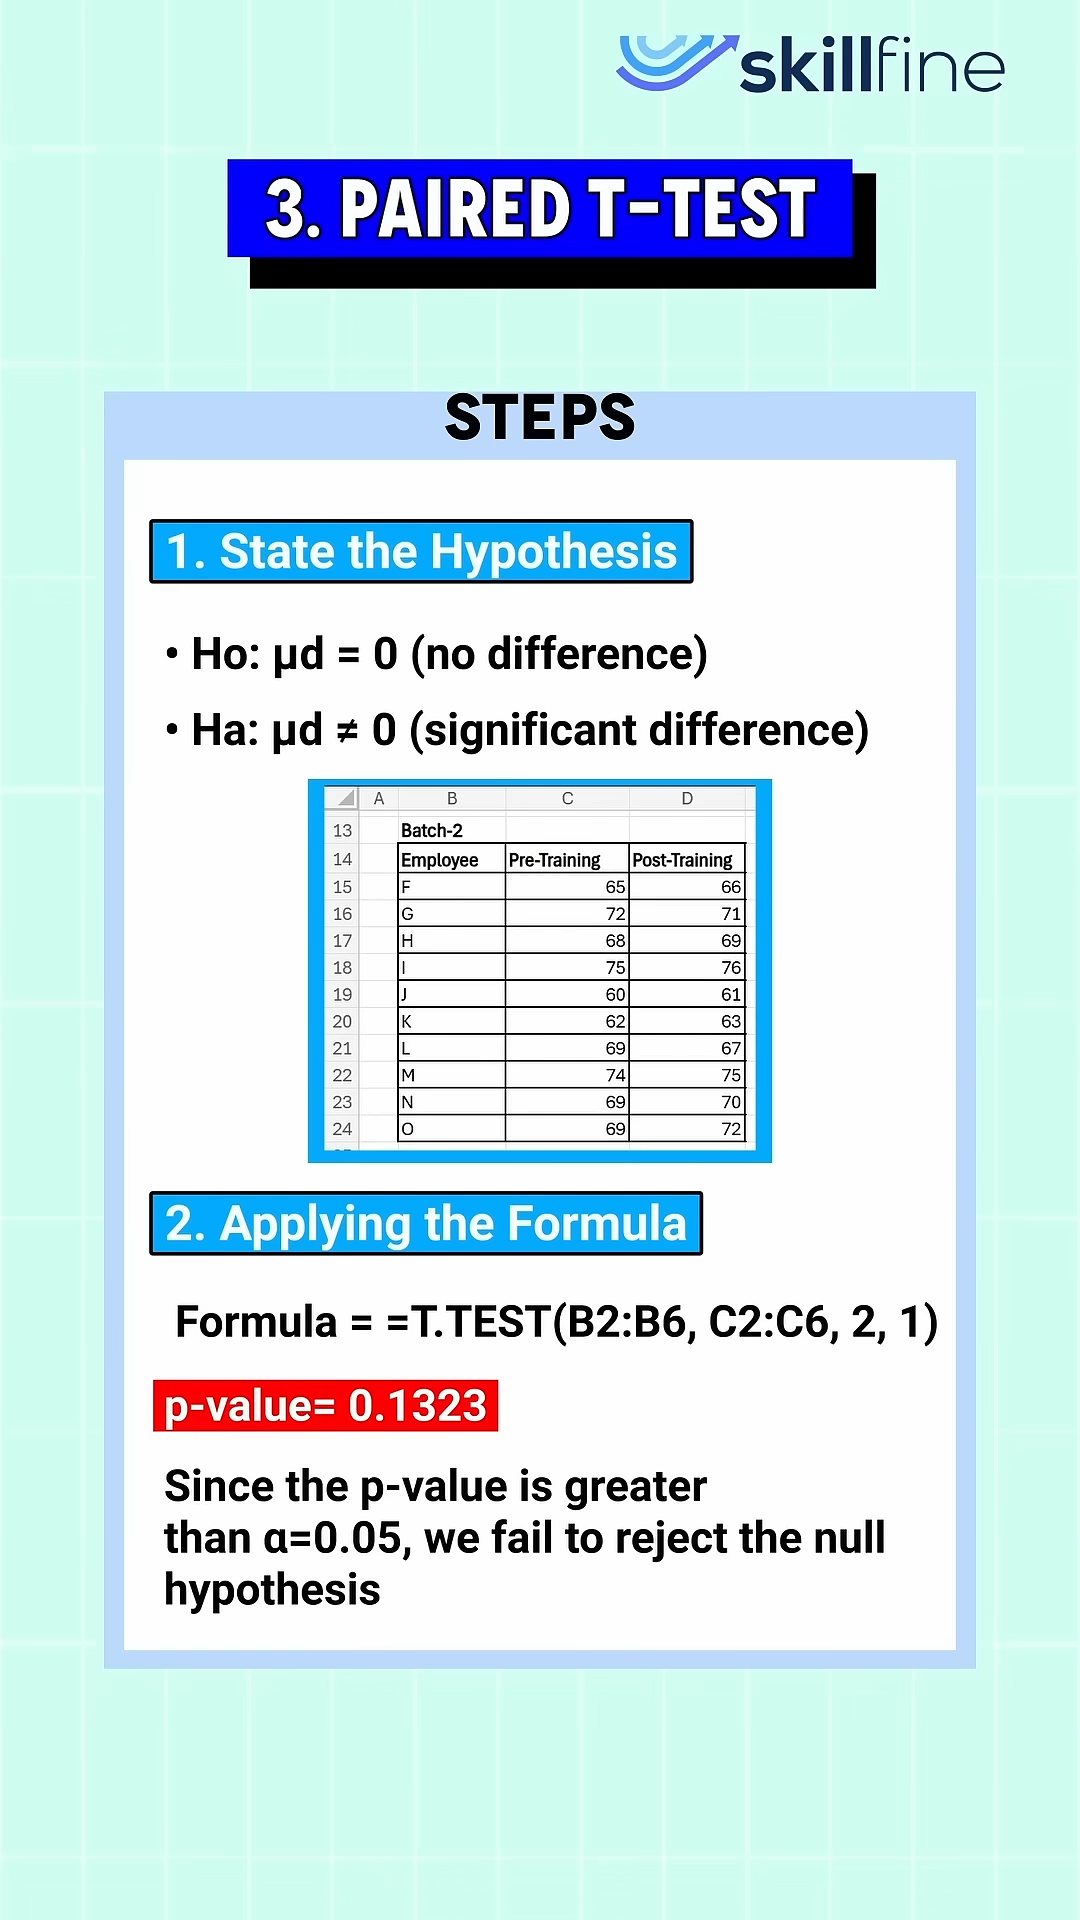 skillfine
3. PAIRED T-TEST
STEPS
1. State the Hypothesis
• Ho: μd = 0 (no difference)
• Ha: μd ≠ 0 (significant difference)
A B C D
13 Batch-2
14 Employee Pre-Training Post-Training
15 F 65 66
16 G 72 71
17 H 68 69
18 I 75 76
19 J 60 61
20 K 62 63
21 L 69 67
22 M 74 75
23 N 69 70
24 O 69 72
2. Applying the Formula
Formula = =T.TEST(B2:B6, C2:C6, 2, 1)
p-value= 0.1323
Since the p-value is greater
than α=0.05, we fail to reject the null
hypothesis